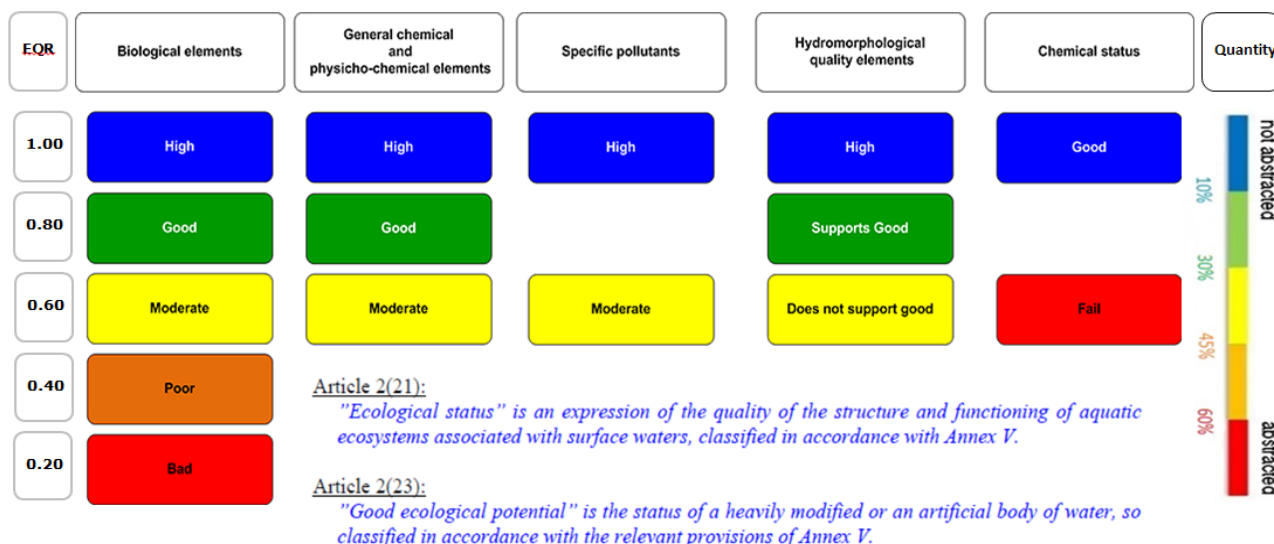 EQR
Biological elements
General chemical
and
physicho-chemical elements
Specific pollutants
Hydromorphological
quality elements
Chemical status
Quantity
1.00
High
High
High
High
Good
not abstracted
10%
0.80
Good
Good
Supports Good
30%
0.60
Moderate
Moderate
Moderate
Does not support good
Fail
45%
0.40
Poor
60%
abstracted
0.20
Bad
Article 2(21):
”Ecological status” is an expression of the quality of the structure and functioning of aquatic
ecosystems associated with surface waters, classified in accordance with Annex V.
Article 2(23):
”Good ecological potential” is the status of a heavily modified or an artificial body of water, so
classified in accordance with the relevant provisions of Annex V.